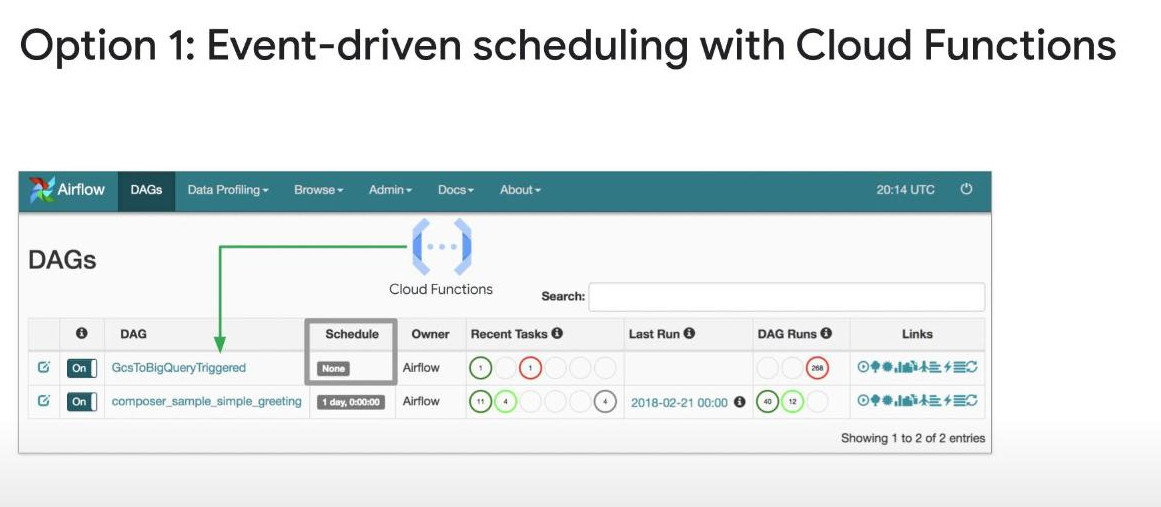 Option 1: Event-driven scheduling with Cloud Functions
Airflow DAGs Data Profiling Browse Admin Docs About 20:14 UTC
DAGs
Cloud Functions
Search:
DAG Schedule Owner Recent Tasks Last Run DAG Runs Links
On GcsToBigQueryTriggered None Airflow 1 1 268
On composer_sample_simple_greeting 1 day, 0:00:00 Airflow 11 4 4 2018-02-21 00:00 40 12
Showing 1 to 2 of 2 entries